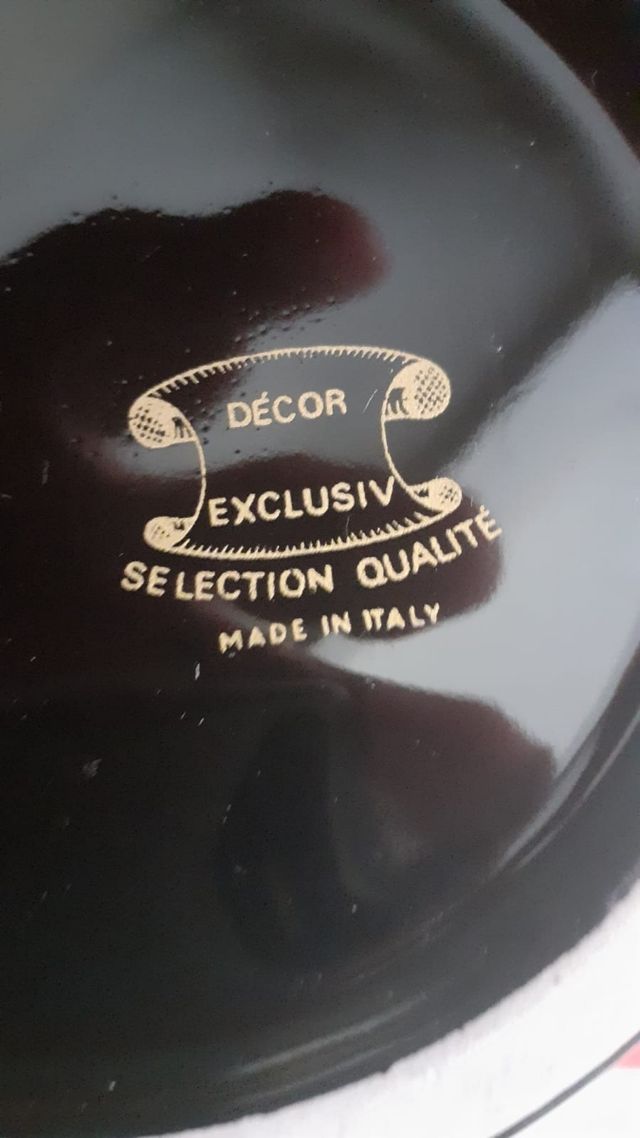 DÉCOR
EXCLUSIV
SELECTION QUALITÉ
MADE IN ITALY